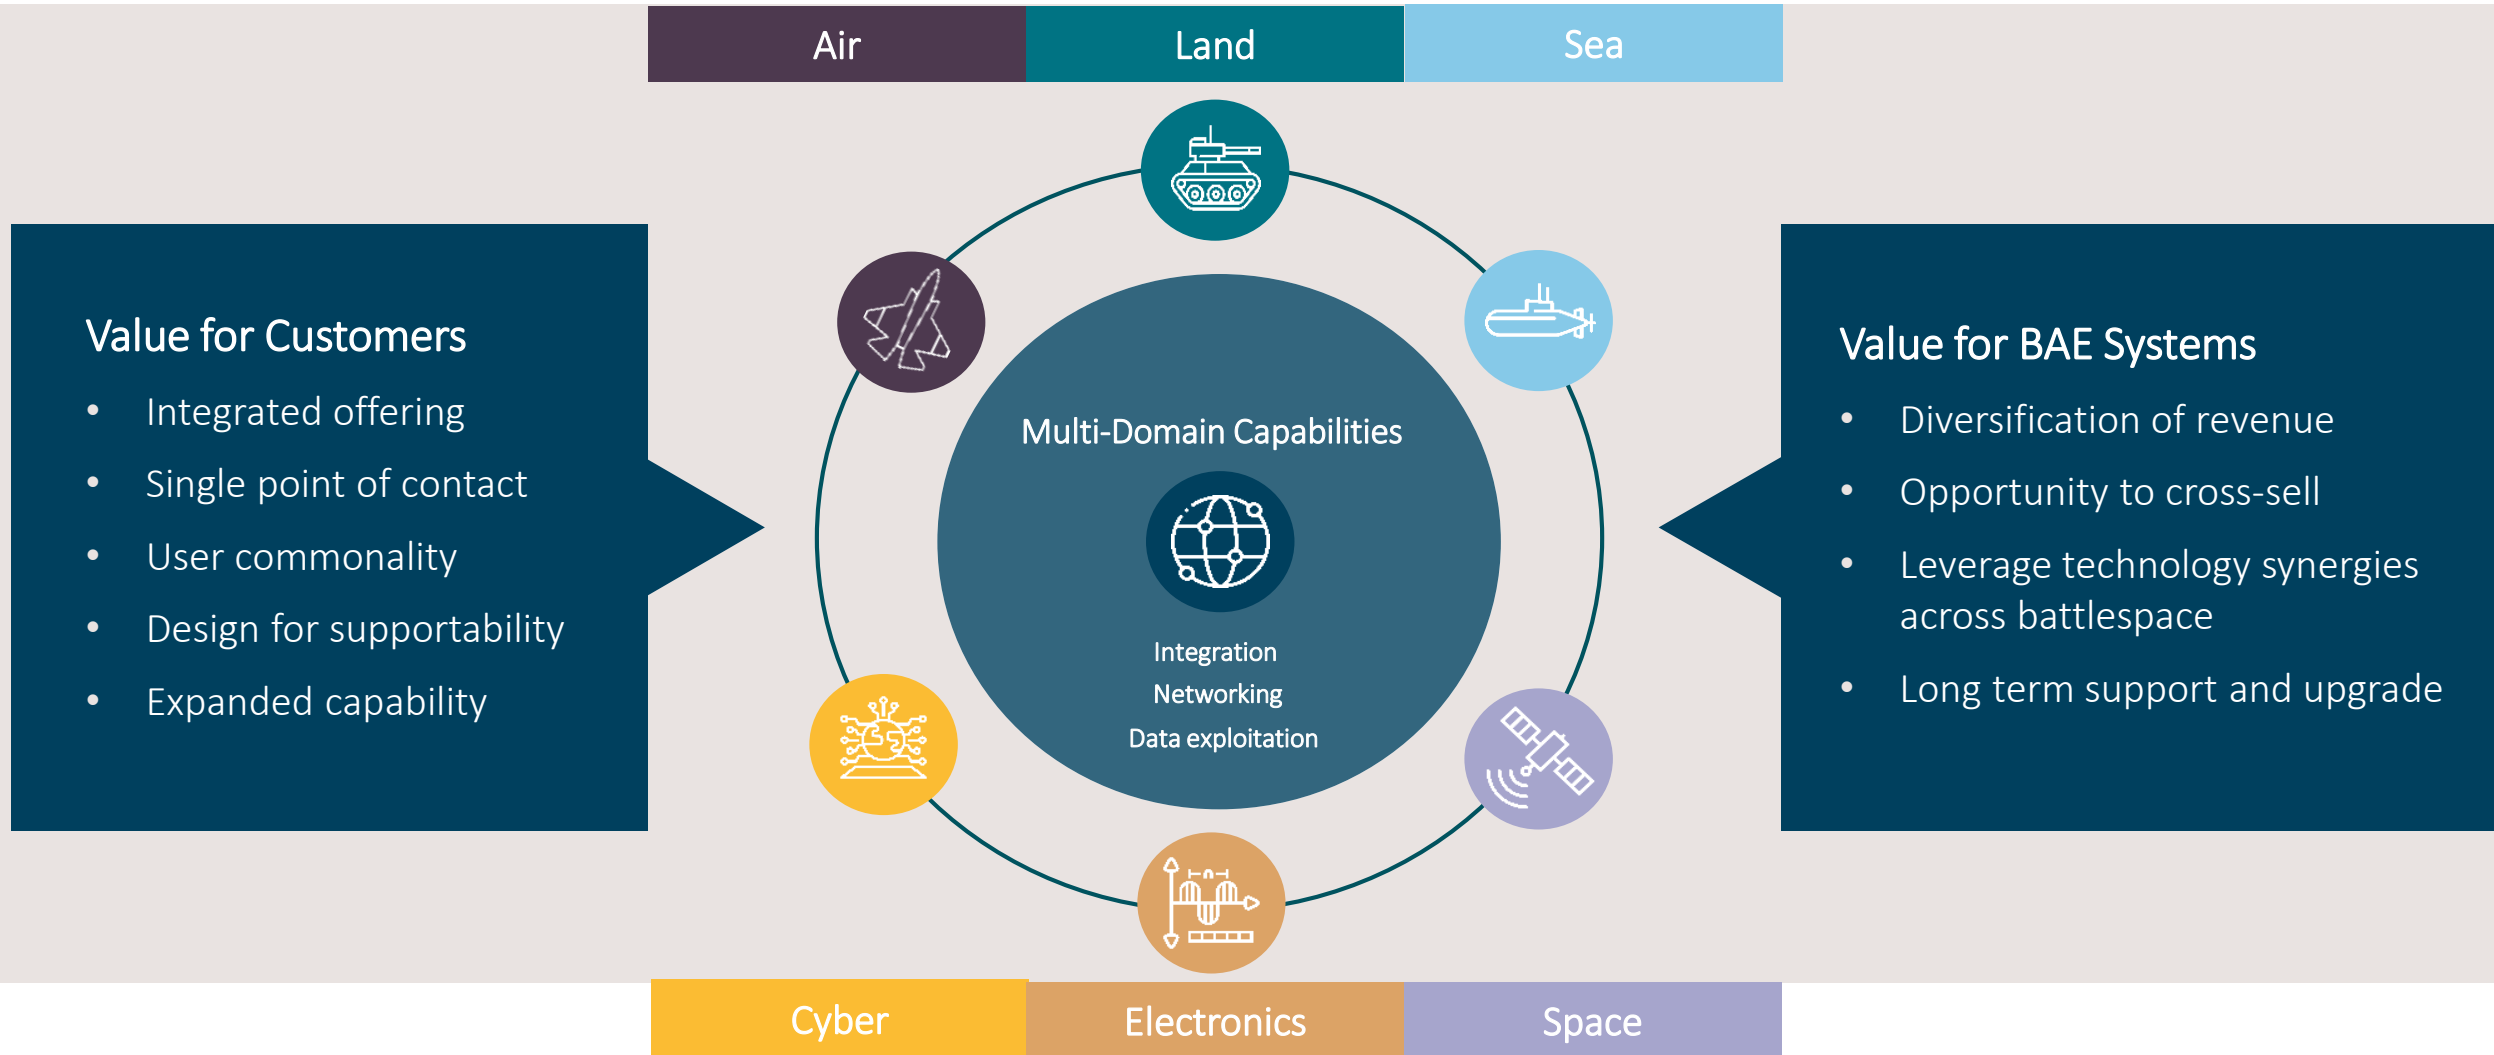 Air
Land
Sea
Value for Customers
• Integrated offering
• Single point of contact
• User commonality
• Design for supportability
• Expanded capability
Multi-Domain Capabilities
Integration
Networking
Data exploitation
Value for BAE Systems
• Diversification of revenue
• Opportunity to cross-sell
• Leverage technology synergies
across battlespace
• Long term support and upgrade
Cyber
Electronics
Space